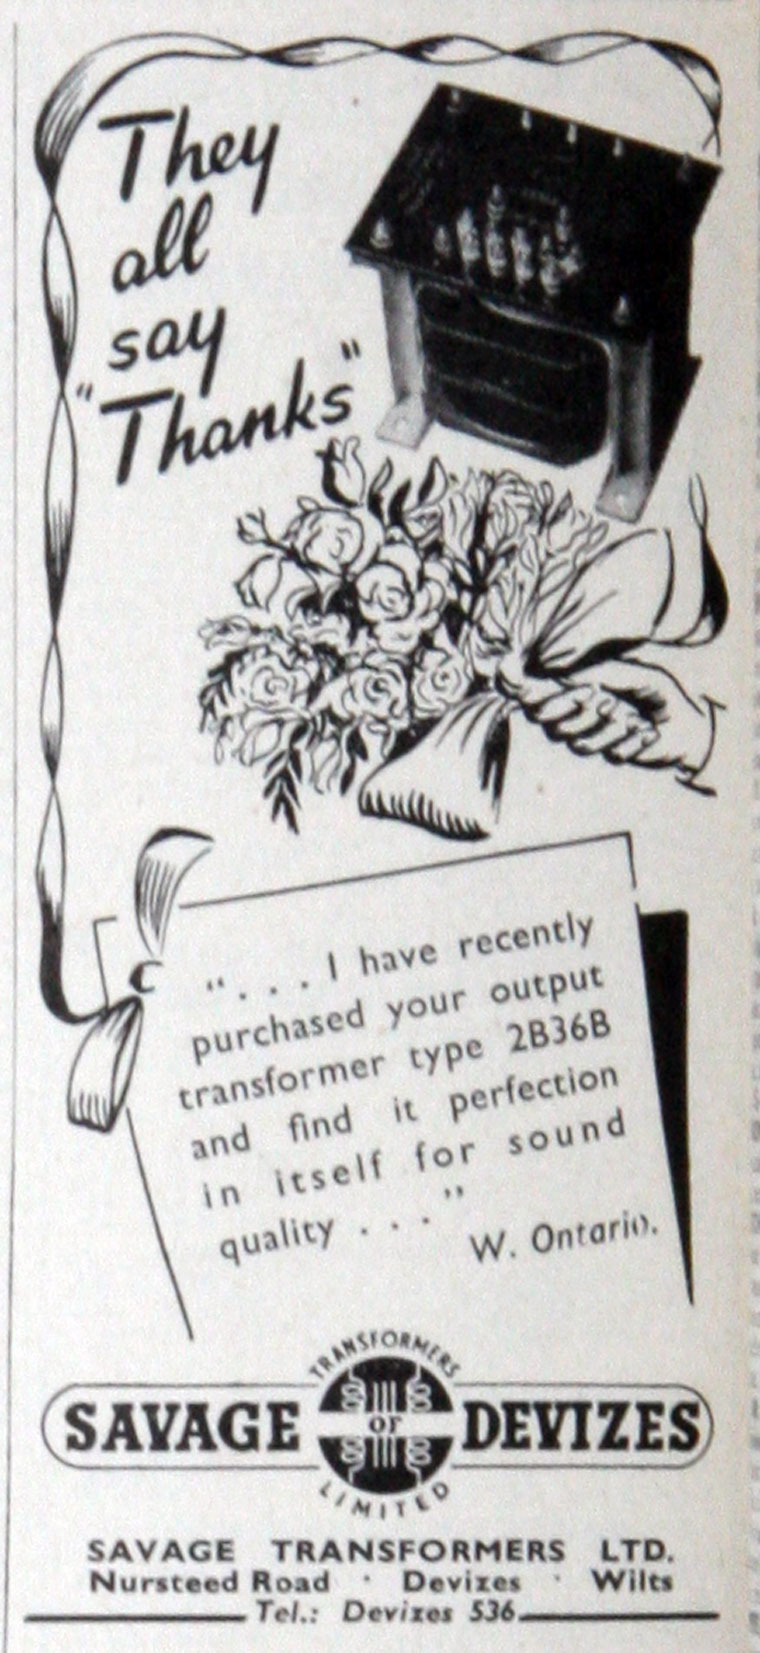 They
all
say
"Thanks"
". . . I have recently
purchased your output
transformer type 2B36B
and find it perfection
in itself for sound
quality . . ."
W. Ontario.
TRANSFORMERS
SAVAGE of DEVIZES
LIMITED
SAVAGE TRANSFORMERS LTD.
Nursteed Road · Devizes · Wilts
Tel.: Devizes 536